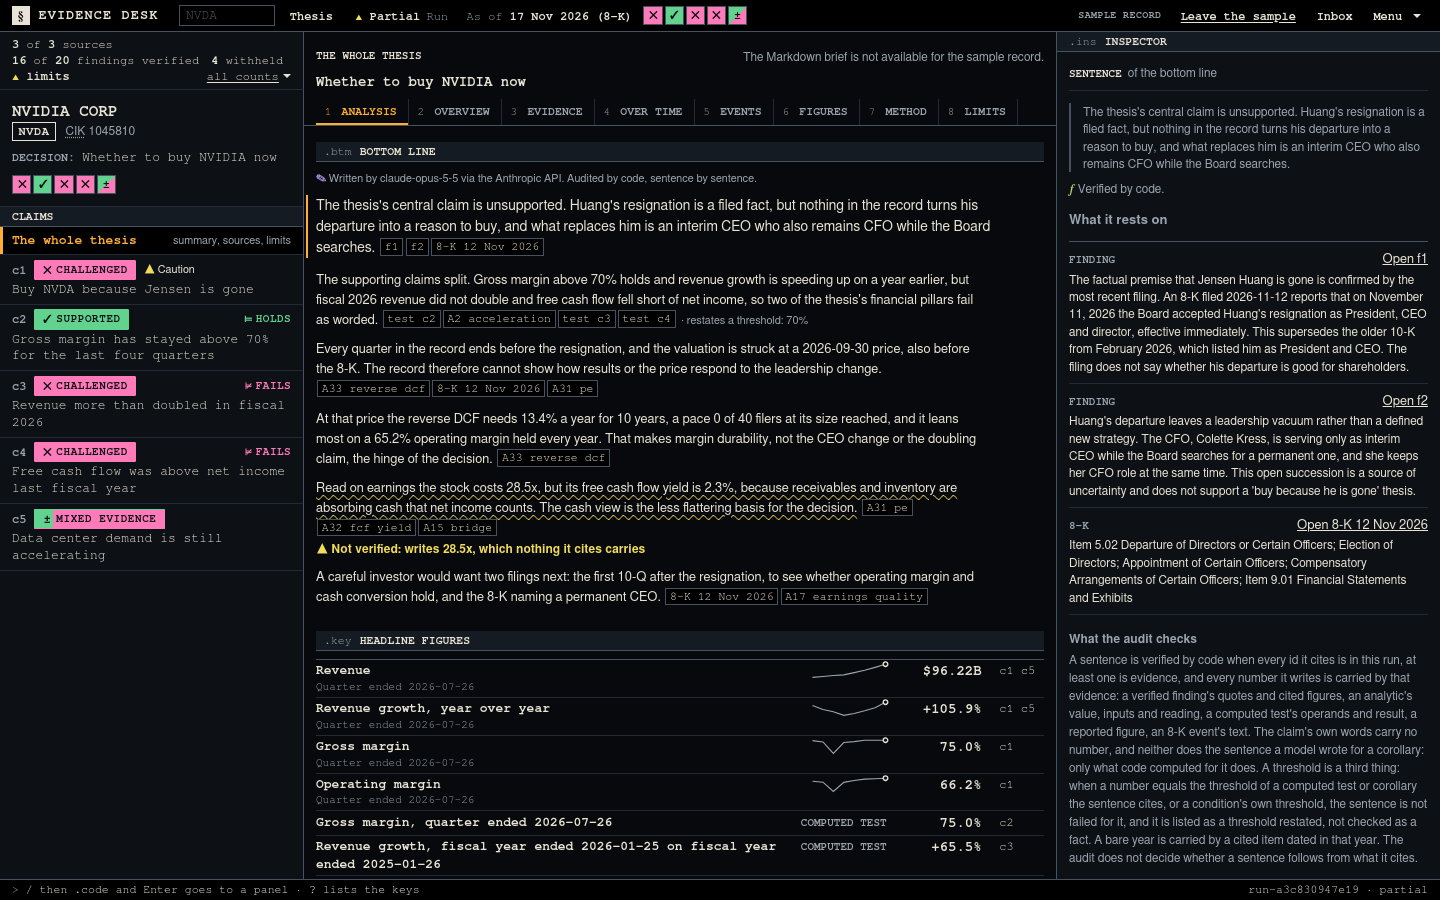 § EVIDENCE DESK NVDA Thesis ▲ Partial Run As of 17 Nov 2026 (8-K) ✕ ✓ ✕ ✕ ± SAMPLE RECORD Leave the sample Inbox Menu
3 of 3 sources
16 of 20 findings verified 4 withheld
▲ limits all counts
NVIDIA CORP
NVDA CIK 1045810
DECISION: Whether to buy NVIDIA now
✕ ✓ ✕ ✕ ±
CLAIMS
The whole thesis summary, sources, limits
c1 ✕ CHALLENGED ▲ Caution
Buy NVDA because Jensen is gone
c2 ✓ SUPPORTED ⊨ HOLDS
Gross margin has stayed above 70%
for the last four quarters
c3 ✕ CHALLENGED ⊭ FAILS
Revenue more than doubled in fiscal
2026
c4 ✕ CHALLENGED ⊭ FAILS
Free cash flow was above net income
last fiscal year
c5 ± MIXED EVIDENCE
Data center demand is still
accelerating
THE WHOLE THESIS The Markdown brief is not available for the sample record.
Whether to buy NVIDIA now
1 ANALYSIS 2 OVERVIEW 3 EVIDENCE 4 OVER TIME 5 EVENTS 6 FIGURES 7 METHOD 8 LIMITS
.btm BOTTOM LINE
✎ Written by claude-opus-5-5 via the Anthropic API. Audited by code, sentence by sentence.
The thesis's central claim is unsupported. Huang's resignation is a filed fact, but nothing in the record turns his
departure into a reason to buy, and what replaces him is an interim CEO who also remains CFO while the Board
searches. f1 f2 8-K 12 Nov 2026
The supporting claims split. Gross margin above 70% holds and revenue growth is speeding up on a year earlier, but
fiscal 2026 revenue did not double and free cash flow fell short of net income, so two of the thesis's financial pillars fail
as worded. test c2 A2 acceleration test c3 test c4 · restates a threshold: 70%
Every quarter in the record ends before the resignation, and the valuation is struck at a 2026-09-30 price, also before
the 8-K. The record therefore cannot show how results or the price respond to the leadership change.
A33 reverse dcf 8-K 12 Nov 2026 A31 pe
At that price the reverse DCF needs 13.4% a year for 10 years, a pace 0 of 40 filers at its size reached, and it leans
most on a 65.2% operating margin held every year. That makes margin durability, not the CEO change or the doubling
claim, the hinge of the decision. A33 reverse dcf
Read on earnings the stock costs 28.5x, but its free cash flow yield is 2.3%, because receivables and inventory are
absorbing cash that net income counts. The cash view is the less flattering basis for the decision. A31 pe
A32 fcf yield A15 bridge
▲ Not verified: writes 28.5x, which nothing it cites carries
A careful investor would want two filings next: the first 10-Q after the resignation, to see whether operating margin and
cash conversion hold, and the 8-K naming a permanent CEO. 8-K 12 Nov 2026 A17 earnings quality
.key HEADLINE FIGURES
Revenue $96.22B c1 c5
Quarter ended 2026-07-26
Revenue growth, year over year +105.9% c1 c5
Quarter ended 2026-07-26
Gross margin 75.0% c1
Quarter ended 2026-07-26
Operating margin 66.2% c1
Quarter ended 2026-07-26
Gross margin, quarter ended 2026-07-26 COMPUTED TEST 75.0% c2
Revenue growth, fiscal year ended 2026-01-25 on fiscal year COMPUTED TEST +65.5% c3
ended 2025-01-26
.ins INSPECTOR
SENTENCE of the bottom line
The thesis's central claim is unsupported. Huang's resignation is a
filed fact, but nothing in the record turns his departure into a
reason to buy, and what replaces him is an interim CEO who also
remains CFO while the Board searches.
ƒ Verified by code.
What it rests on
FINDING Open f1
The factual premise that Jensen Huang is gone is confirmed by the
most recent filing. An 8-K filed 2026-11-12 reports that on November
11, 2026 the Board accepted Huang's resignation as President, CEO
and director, effective immediately. This supersedes the older 10-K
from February 2026, which listed him as President and CEO. The
filing does not say whether his departure is good for shareholders.
FINDING Open f2
Huang's departure leaves a leadership vacuum rather than a defined
new strategy. The CFO, Colette Kress, is serving only as interim
CEO while the Board searches for a permanent one, and she keeps
her CFO role at the same time. This open succession is a source of
uncertainty and does not support a 'buy because he is gone' thesis.
8-K Open 8-K 12 Nov 2026
Item 5.02 Departure of Directors or Certain Officers; Election of
Directors; Appointment of Certain Officers; Compensatory
Arrangements of Certain Officers; Item 9.01 Financial Statements
and Exhibits
What the audit checks
A sentence is verified by code when every id it cites is in this run, at
least one is evidence, and every number it writes is carried by that
evidence: a verified finding's quotes and cited figures, an analytic's
value, inputs and reading, a computed test's operands and result, a
reported figure, an 8-K event's text. The claim's own words carry no
number, and neither does the sentence a model wrote for a corollary:
only what code computed for it does. A threshold is a third thing:
when a number equals the threshold of a computed test or corollary
the sentence cites, or a condition's own threshold, the sentence is not
failed for it, and it is listed as a threshold restated, not checked as a
fact. A bare year is carried by a cited item dated in that year. The
audit does not decide whether a sentence follows from what it cites.
> / then .code and Enter goes to a panel · ? lists the keys run-a3c830947e19 · partial